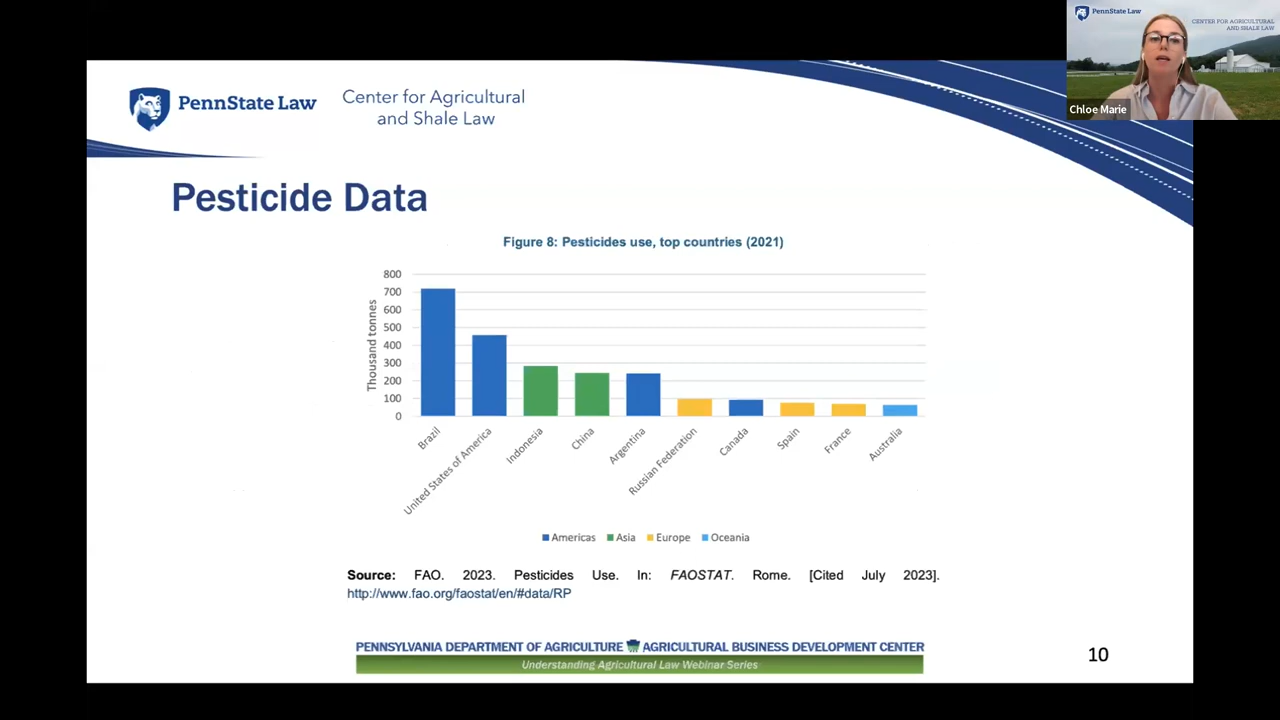 PennState Law
CENTER FOR AGRICULTURAL
AND SHALE LAW
Chloe Marie
PennState Law
Center for Agricultural
and Shale Law
Pesticide Data
Figure 8: Pesticides use, top countries (2021)
Thousand tonnes
800
700
600
500
400
300
200
100
0
Brazil
United States of America
Indonesia
China
Argentina
Russian Federation
Canada
Spain
France
Australia
Americas Asia Europe Oceania
Source: FAO. 2023. Pesticides Use. In: FAOSTAT. Rome. [Cited July 2023].
http://www.fao.org/faostat/en/#data/RP
PENNSYLVANIA DEPARTMENT OF AGRICULTURE AGRICULTURAL BUSINESS DEVELOPMENT CENTER
Understanding Agricultural Law Webinar Series
10